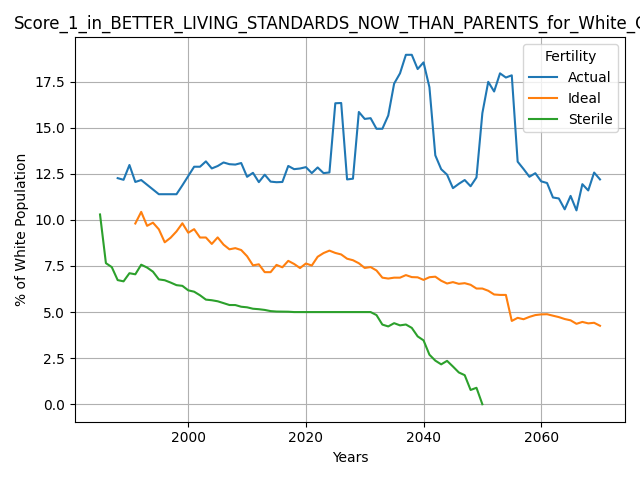 Score_1_in_BETTER_LIVING_STANDARDS_NOW_THAN_PARENTS_for_White_
Fertility
Actual
Ideal
Sterile
17.5
15.0
12.5
10.0
7.5
5.0
2.5
0.0
% of White Population
2000 2020 2040 2060
Years